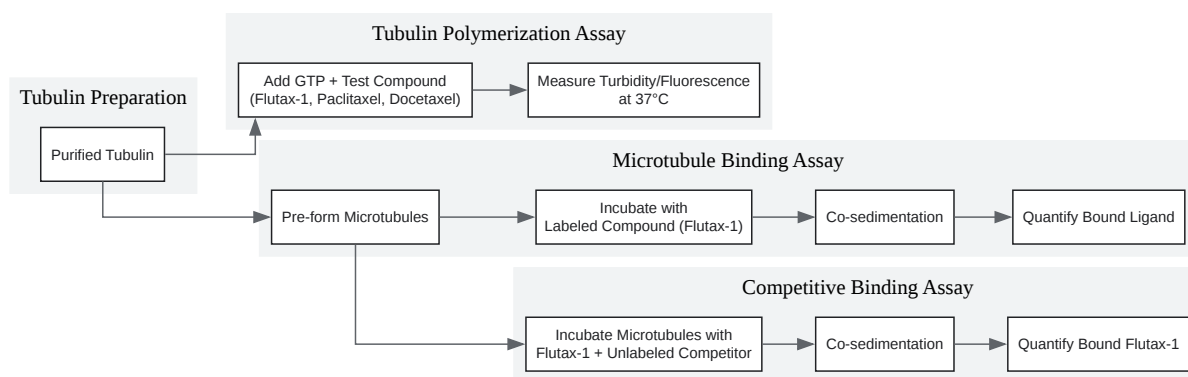 Tubulin Preparation
Purified Tubulin
Tubulin Polymerization Assay
Add GTP + Test Compound
(Flutax-1, Paclitaxel, Docetaxel)
Measure Turbidity/Fluorescence
at 37°C
Microtubule Binding Assay
Pre-form Microtubules
Incubate with
Labeled Compound (Flutax-1)
Co-sedimentation
Quantify Bound Ligand
Competitive Binding Assay
Incubate Microtubules with
Flutax-1 + Unlabeled Competitor
Co-sedimentation
Quantify Bound Flutax-1